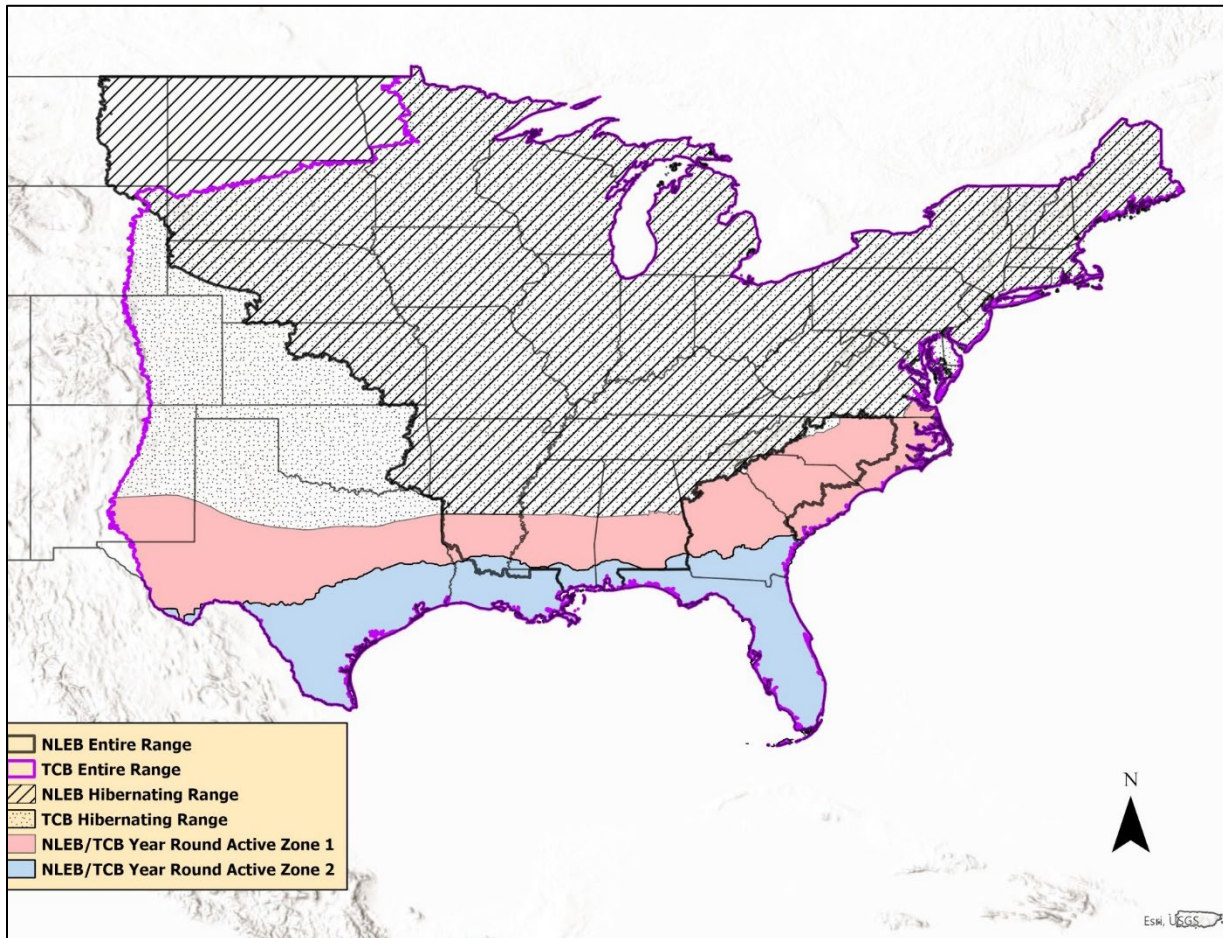 NLEB Entire Range
TCB Entire Range
NLEB Hibernating Range
TCB Hibernating Range
NLEB/TCB Year Round Active Zone 1
NLEB/TCB Year Round Active Zone 2
N
Esri, USGS